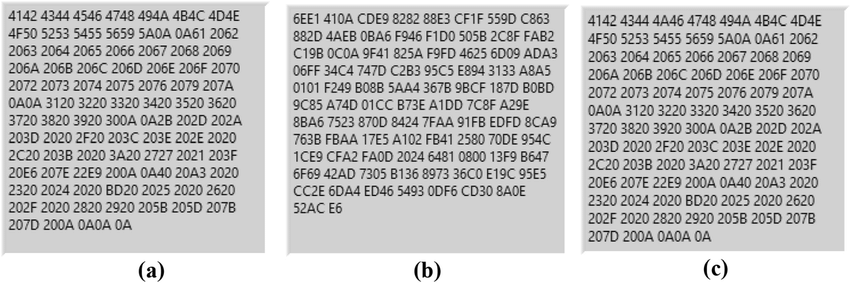 4142 4344 4546 4748 494A 4B4C 4D4E
4F50 5253 5455 5659 5A0A 0A61 2062
2063 2064 2065 2066 2067 2068 2069
206A 206B 206C 206D 206E 206F 2070
2072 2073 2074 2075 2076 2079 207A
0A0A 3120 3220 3320 3420 3520 3620
3720 3820 3920 300A 0A2B 202D 202A
203D 2020 2F20 203C 203E 202E 2020
2C20 203B 2020 3A20 2727 2021 203F
20E6 207E 22E9 200A 0A40 20A3 2020
2320 2024 2020 BD20 2025 2020 2620
202F 2020 2820 2920 205B 205D 207B
207D 200A 0A0A 0A
(a)
6EE1 410A CDE9 8282 88E3 CF1F 559D C863
882D 4AEB 0BA6 F946 F1D0 505B 2C8F FAB2
C19B 0C0A 9F41 825A F9FD 4625 6D09 ADA3
06FF 34C4 747D C2B3 95C5 E894 3133 A8A5
0101 F249 B08B 5AA4 367B 9BCF 187D B0BD
9C85 A74D 01CC B73E A1DD 7C8F A29E
8BA6 7523 870D 8424 7FAA 91FB EDFD 8CA9
763B FBAA 17E5 A102 FB41 2580 70DE 954C
1CE9 CFA2 FA0D 2024 6481 0800 13F9 B647
6F69 42AD 7305 B136 8973 36C0 E19C 95E5
CC2E 6DA4 ED46 5493 0DF6 CD30 8A0E
52AC E6
(b)
4142 4344 4A46 4748 494A 4B4C 4D4E
4F50 5253 5455 5659 5A0A 0A61 2062
2063 2064 2065 2066 2067 2068 2069
206A 206B 206C 206D 206E 206F 2070
2072 2073 2074 2075 2076 2079 207A
0A0A 3120 3220 3320 3420 3520 3620
3720 3820 3920 300A 0A2B 202D 202A
203D 2020 2F20 203C 203E 202E 2020
2C20 203B 2020 3A20 2727 2021 203F
20E6 207E 22E9 200A 0A40 20A3 2020
2320 2024 2020 BD20 2025 2020 2620
202F 2020 2820 2920 205B 205D 207B
207D 200A 0A0A 0A
(c)